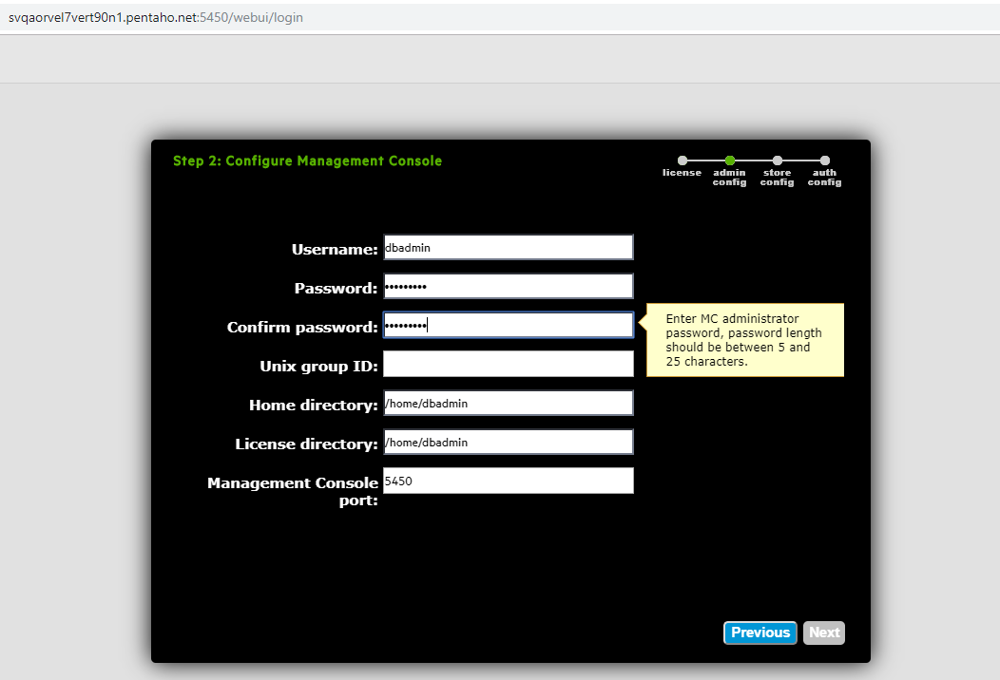 svqaorvel7vert90n1.pentaho.net:5450/webui/login
Step 2: Configure Management Console
license
admin
config
store
config
auth
config
Username:
dbadmin
Password:
•••••••••
Confirm password:
•••••••••
Enter MC administrator
password, password length
should be between 5 and
25 characters.
Unix group ID:
Home directory:
/home/dbadmin
License directory:
/home/dbadmin
Management Console
port:
5450
Previous
Next